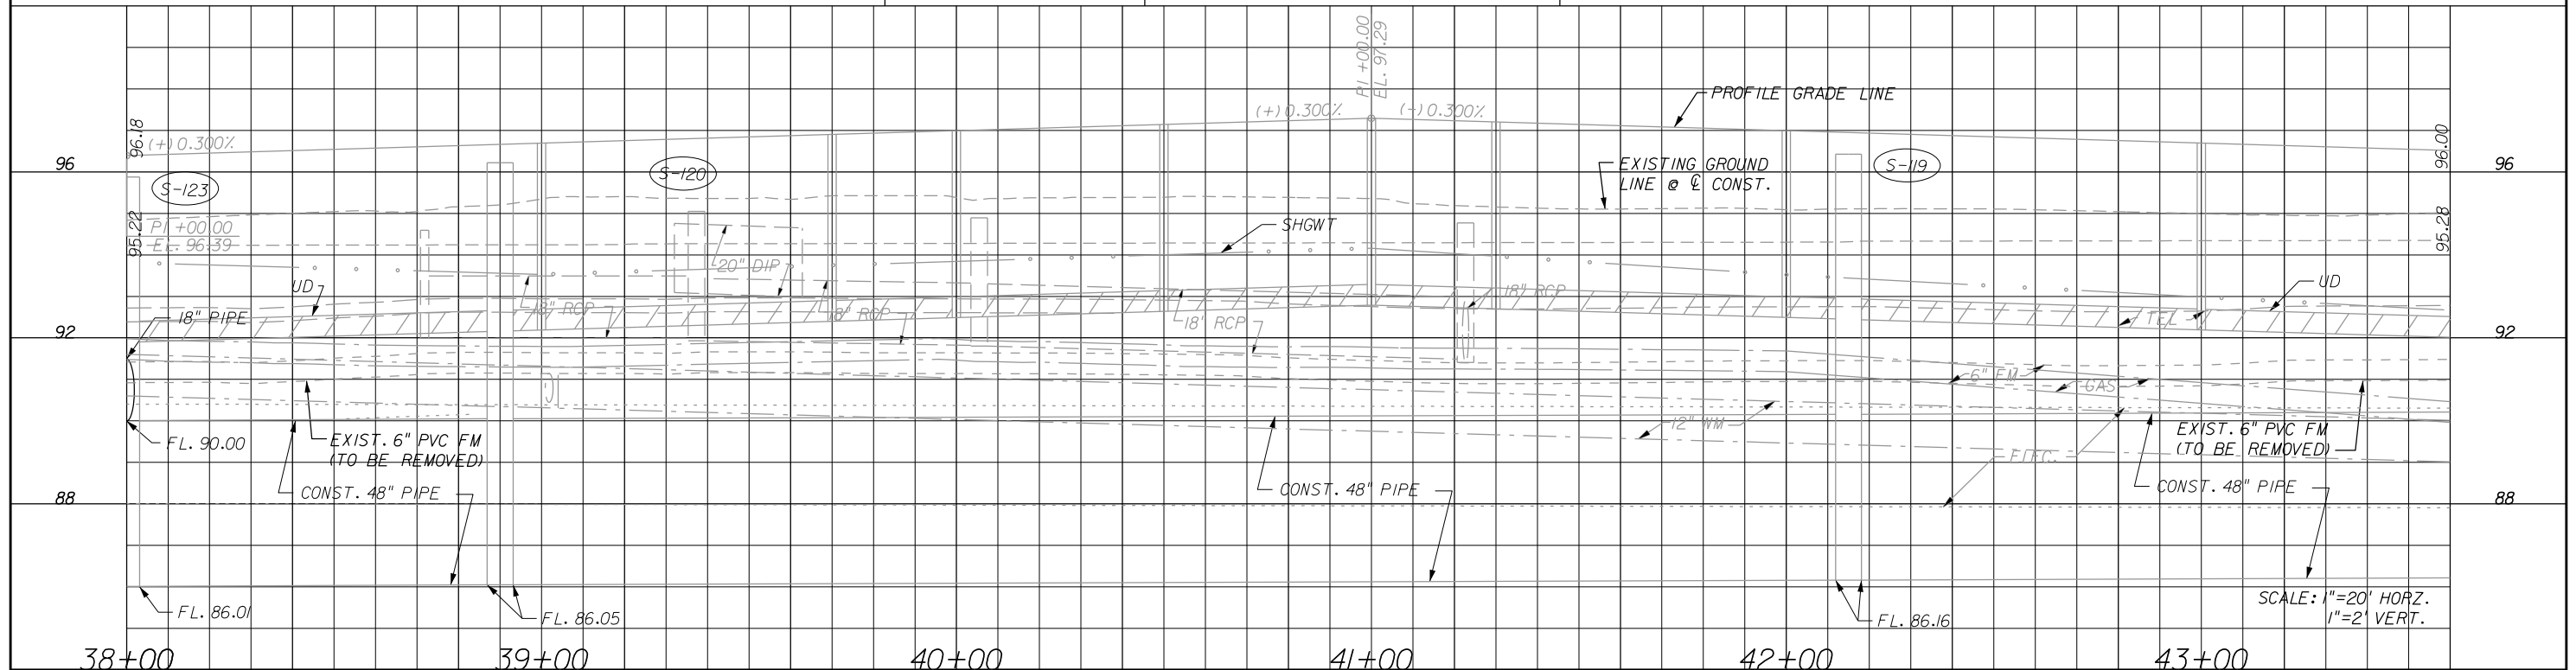 PI +00.00
EL. 97.29
PROFILE GRADE LINE
96.18
(+) 0.300%
(+) 0.300%
(-) 0.300%
96.00
96
S-123
S-120
EXISTING GROUND
LINE @ ℄ CONST.
S-119
96
95.22
PI +00.00
EL. 96.39
SHGWT
95.28
20" DIP
UD
UD
18" PIPE
18" RCP
18" RCP
18' RCP
18" RCP
TEL
92
92
6" FM
GAS
12" WM
FL. 90.00
EXIST. 6" PVC FM
(TO BE REMOVED)
EXIST. 6" PVC FM
(TO BE REMOVED)
ELEC.
88
CONST. 48" PIPE
CONST. 48" PIPE
CONST. 48" PIPE
88
FL. 86.01
FL. 86.05
FL. 86.16
SCALE: 1"=20' HORZ.
1"=2' VERT.
38+00
39+00
40+00
41+00
42+00
43+00